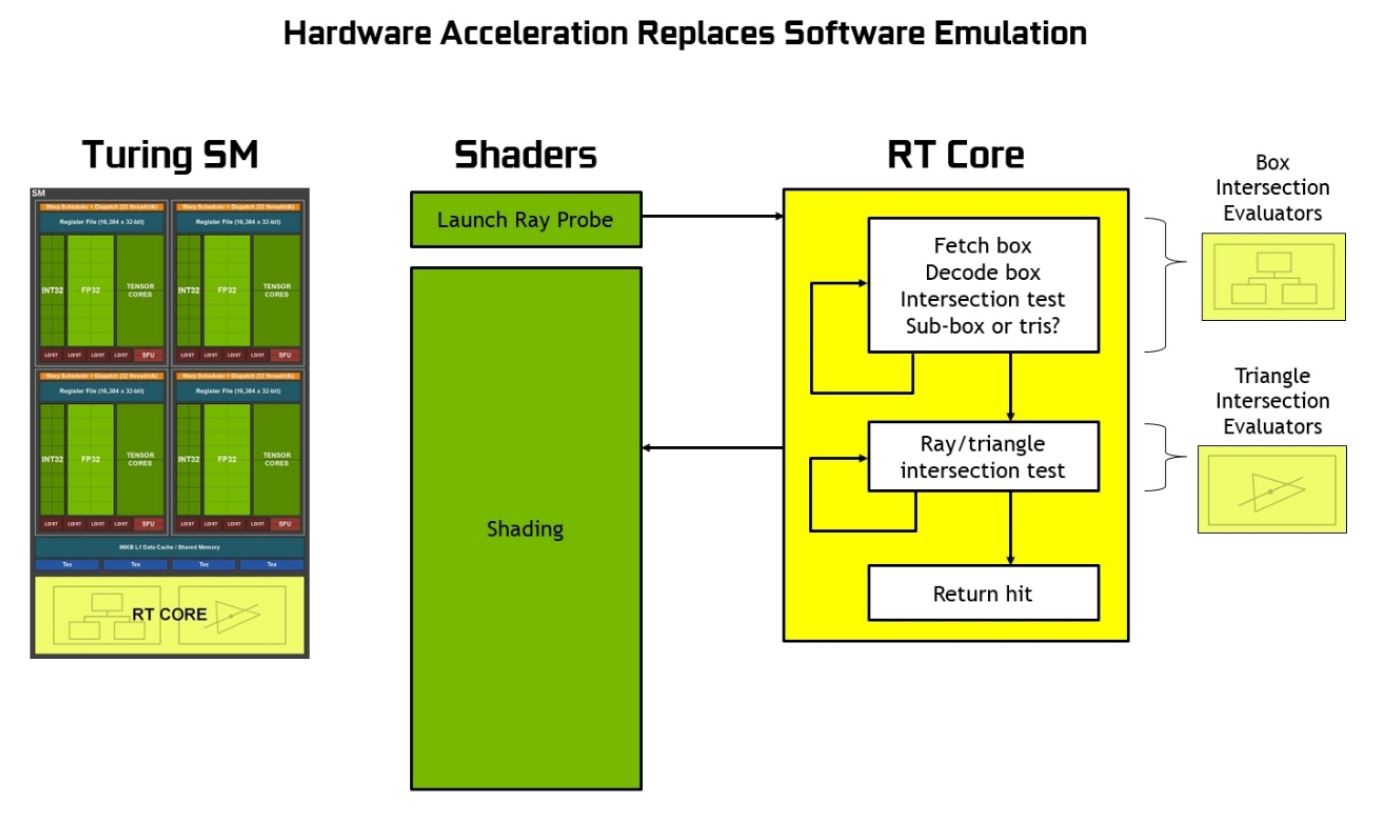 Hardware Acceleration Replaces Software Emulation
Turing SM
SM
Warp Scheduler + Dispatch (32 thread/clk)
Warp Scheduler + Dispatch (32 thread/clk)
Register File (16,384 x 32-bit)
Register File (16,384 x 32-bit)
INT32
FP32
TENSOR
CORES
INT32
FP32
TENSOR
CORES
LD/ST LD/ST LD/ST LD/ST SFU
LD/ST LD/ST LD/ST LD/ST SFU
Warp Scheduler + Dispatch (32 thread/clk)
Warp Scheduler + Dispatch (32 thread/clk)
Register File (16,384 x 32-bit)
Register File (16,384 x 32-bit)
INT32
FP32
TENSOR
CORES
INT32
FP32
TENSOR
CORES
LD/ST LD/ST LD/ST LD/ST SFU
LD/ST LD/ST LD/ST LD/ST SFU
96KB L1 Data Cache / Shared Memory
Tex Tex Tex Tex
RT CORE
Shaders
Launch Ray Probe
Shading
RT Core
Fetch box
Decode box
Intersection test
Sub-box or tris?
Ray/triangle
intersection test
Return hit
Box
Intersection
Evaluators
Triangle
Intersection
Evaluators